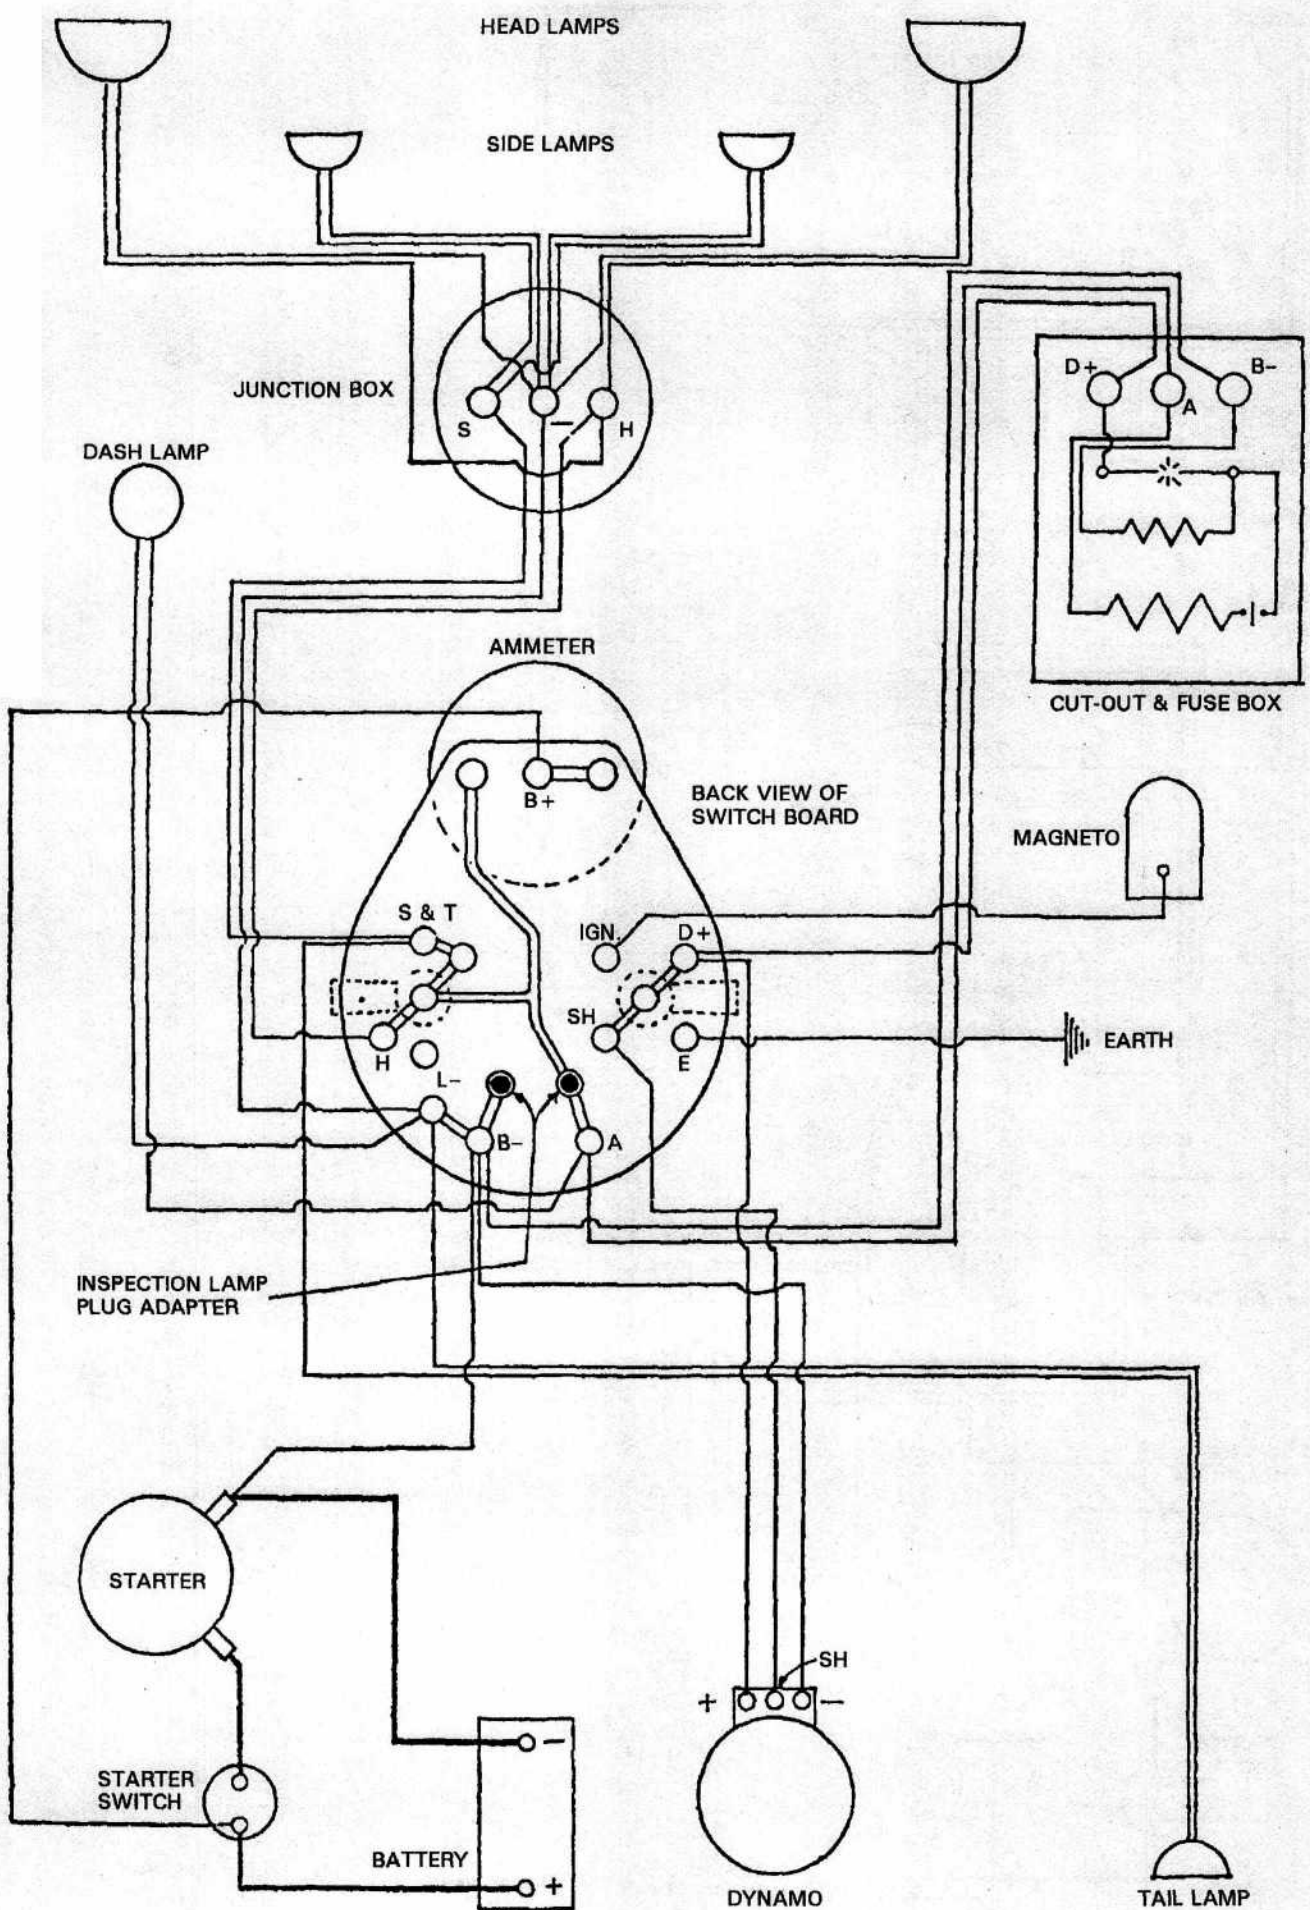 HEAD LAMPS
SIDE LAMPS
JUNCTION BOX
S
—
H
D+
A
B-
CUT-OUT & FUSE BOX
DASH LAMP
AMMETER
B+
BACK VIEW OF
SWITCH BOARD
MAGNETO
S & T
IGN.
D+
SH
H
L-
E
EARTH
B-
A
INSPECTION LAMP
PLUG ADAPTER
STARTER
SH
+
—
STARTER
SWITCH
BATTERY
-
+
DYNAMO
TAIL LAMP